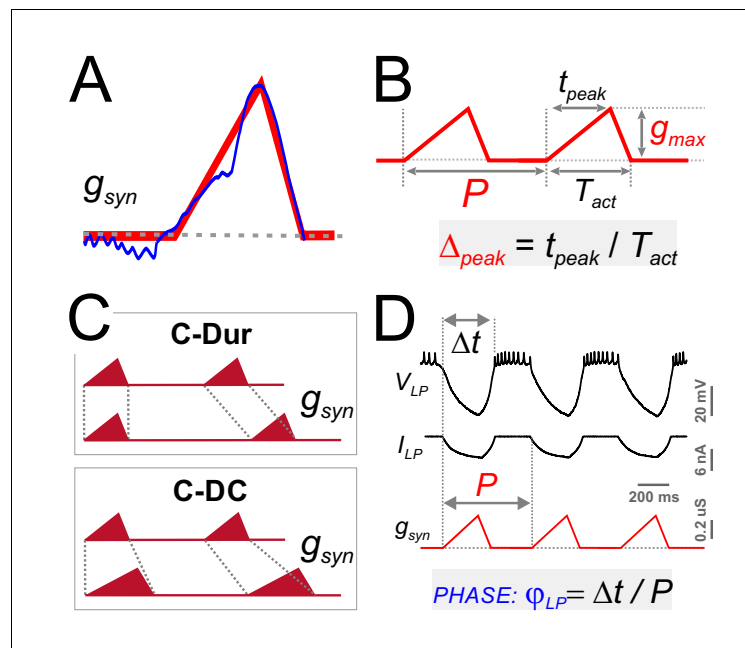 A
g_syn
B
t_peak
g_max
P
T_act
Δ_peak = t_peak / T_act
C
C-Dur
g_syn
C-DC
g_syn
D
Δt
V_LP
20 mV
I_LP
6 nA
P
200 ms
g_syn
0.2 uS
PHASE: φ_LP = Δt / P